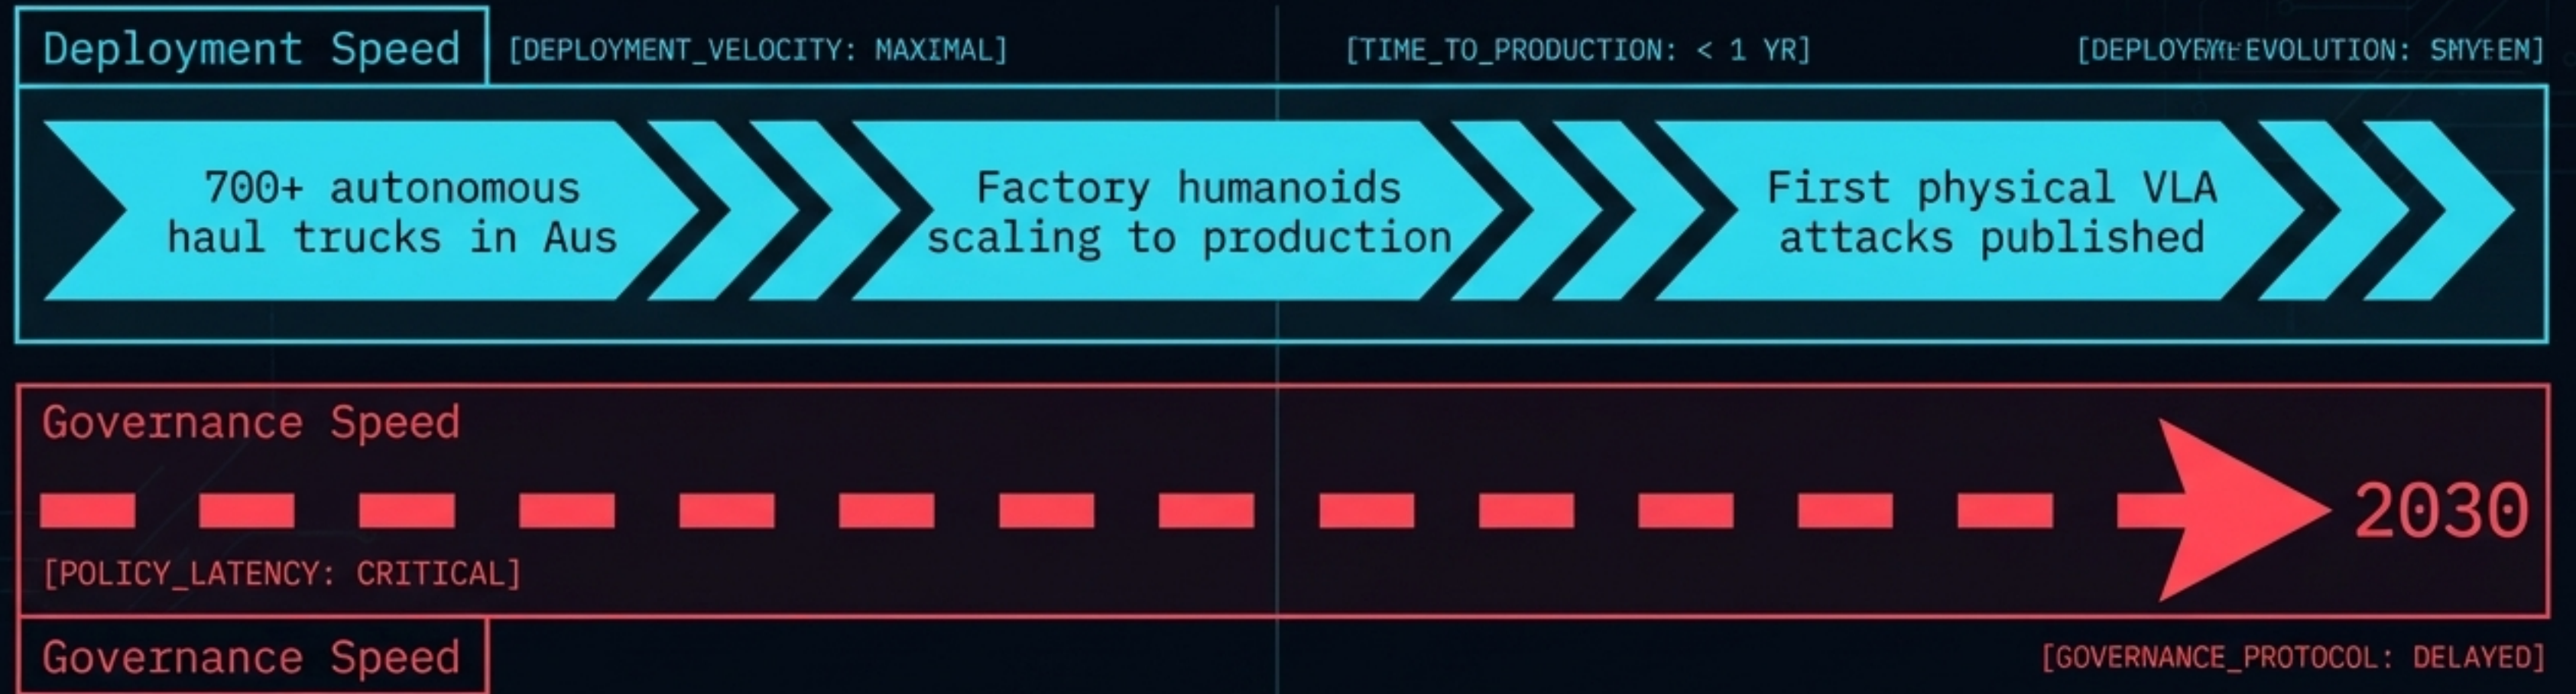 Deployment Speed
[DEPLOYMENT_VELOCITY: MAXIMAL]
[TIME_TO_PRODUCTION: < 1 YR]
EVOLUTION:
700+ autonomous
haul trucks in Aus
Factory humanoids
scaling to production
First physical VLA
attacks published
Governance Speed
2030
[POLICY_LATENCY: CRITICAL]
Governance Speed
[GOVERNANCE_PROTOCOL: DELAYED]